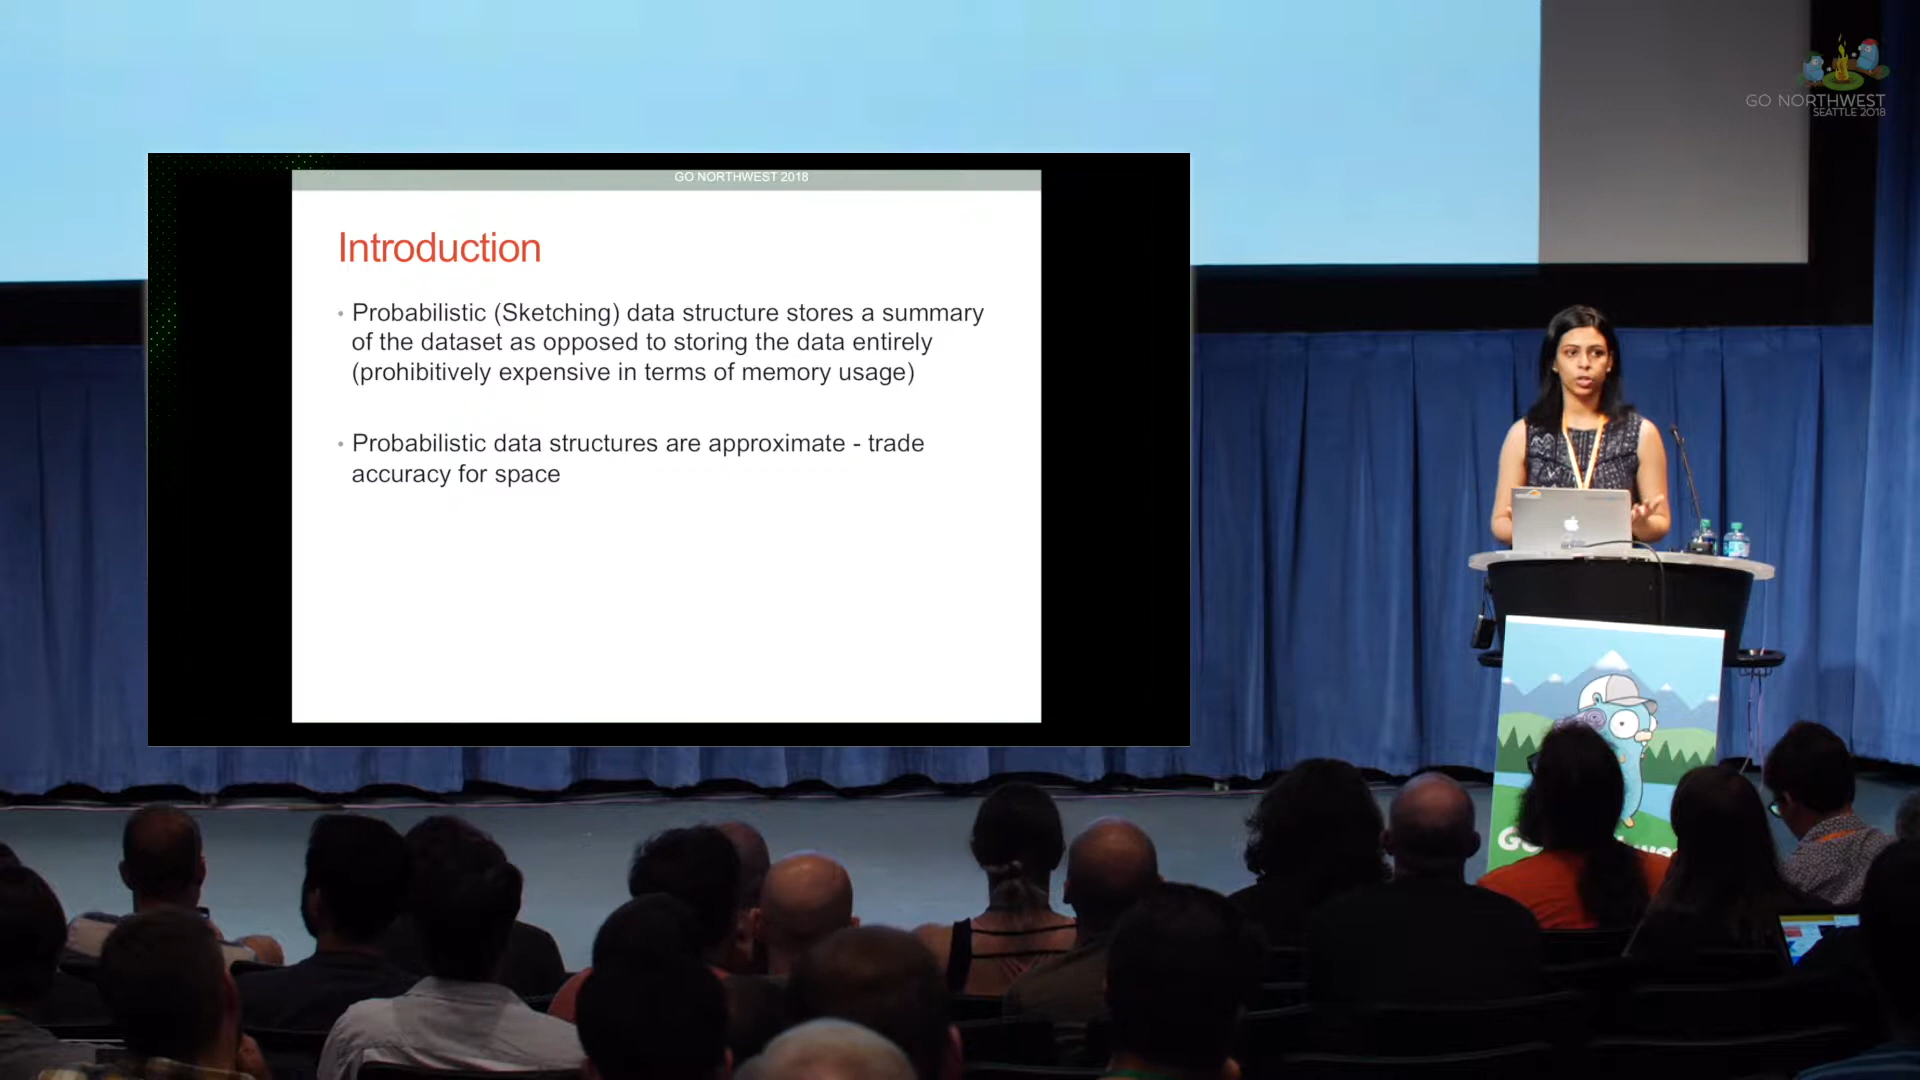 GO NORTHWEST
SEATTLE 2018
GO NORTHWEST 2018
Introduction
• Probabilistic (Sketching) data structure stores a summary
of the dataset as opposed to storing the data entirely
(prohibitively expensive in terms of memory usage)
• Probabilistic data structures are approximate - trade
accuracy for space